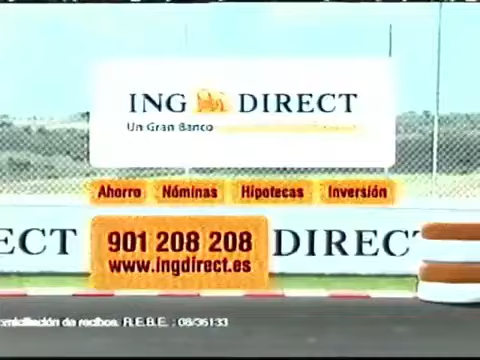 ING DIRECT
Un Gran Banco
Ahorro Nóminas Hipotecas Inversión
901 208 208
www.ingdirect.es
ECT
DIRECT
domiciliación de recibos. R.E.B.E. : 08/36133